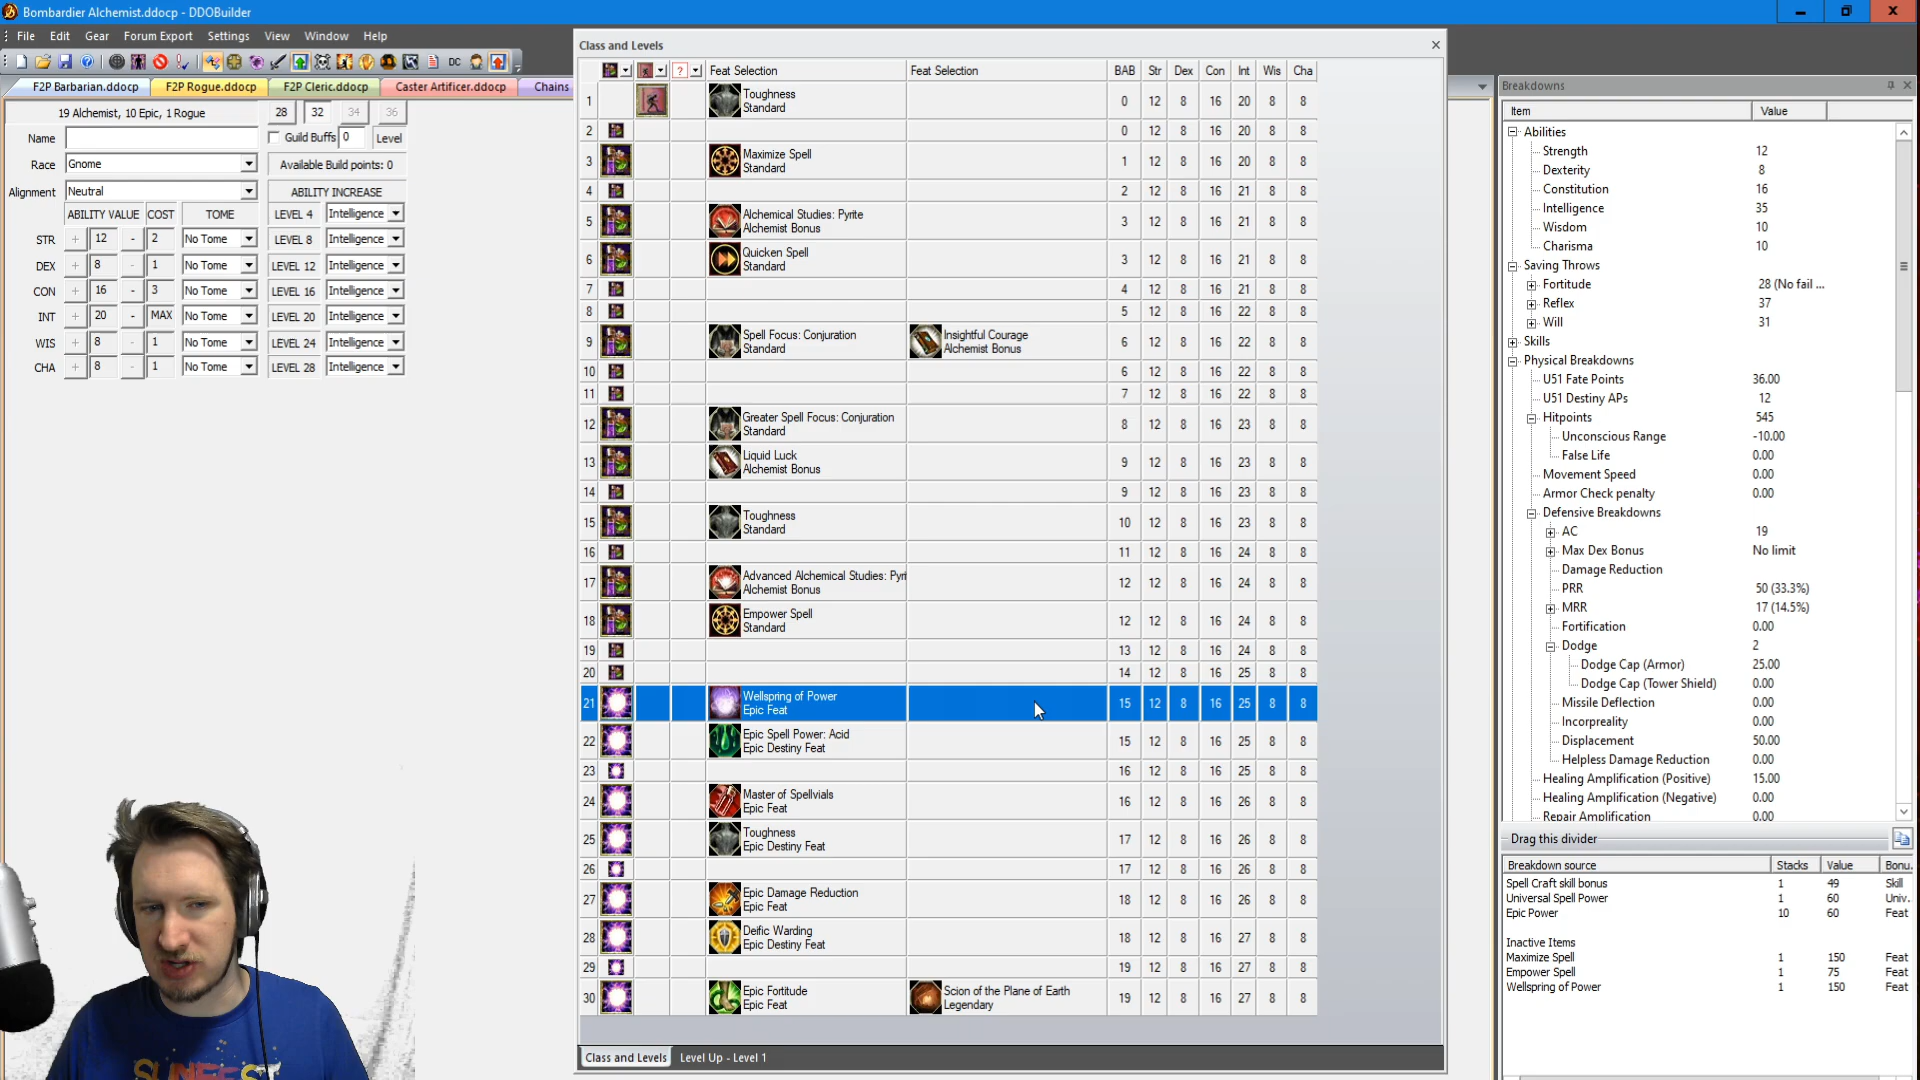 Bombardier Alchemist.ddocp - DDOBuilder
File Edit Gear Forum Export Settings View Window Help
DC
F2P Barbarian.ddocp F2P Rogue.ddocp F2P Cleric.ddocp Caster Artificer.ddocp Chains
19 Alchemist, 10 Epic, 1 Rogue 28 32 34 36
Name Guild Buffs 0 Level
Race Gnome Available Build points: 0
Alignment Neutral ABILITY INCREASE
ABILITY VALUE COST TOME LEVEL 4 Intelligence
STR + 12 - 2 No Tome LEVEL 8 Intelligence
DEX + 8 - 1 No Tome LEVEL 12 Intelligence
CON + 16 - 3 No Tome LEVEL 16 Intelligence
INT + 20 - MAX No Tome LEVEL 20 Intelligence
WIS + 8 - 1 No Tome LEVEL 24 Intelligence
CHA + 8 - 1 No Tome LEVEL 28 Intelligence
SUNFEST
Class and Levels
? Feat Selection Feat Selection BAB Str Dex Con Int Wis Cha
1 Toughness Standard 0 12 8 16 20 8 8
2 0 12 8 16 20 8 8
3 Maximize Spell Standard 1 12 8 16 20 8 8
4 2 12 8 16 21 8 8
5 Alchemical Studies: Pyrite Alchemist Bonus 3 12 8 16 21 8 8
6 Quicken Spell Standard 3 12 8 16 21 8 8
7 4 12 8 16 21 8 8
8 5 12 8 16 22 8 8
9 Spell Focus: Conjuration Standard Insightful Courage Alchemist Bonus 6 12 8 16 22 8 8
10 6 12 8 16 22 8 8
11 7 12 8 16 22 8 8
12 Greater Spell Focus: Conjuration Standard 8 12 8 16 23 8 8
13 Liquid Luck Alchemist Bonus 9 12 8 16 23 8 8
14 9 12 8 16 23 8 8
15 Toughness Standard 10 12 8 16 23 8 8
16 11 12 8 16 24 8 8
17 Advanced Alchemical Studies: Pyri Alchemist Bonus 12 12 8 16 24 8 8
18 Empower Spell Standard 12 12 8 16 24 8 8
19 13 12 8 16 24 8 8
20 14 12 8 16 25 8 8
21 Wellspring of Power Epic Feat 15 12 8 16 25 8 8
22 Epic Spell Power: Acid Epic Destiny Feat 15 12 8 16 25 8 8
23 16 12 8 16 25 8 8
24 Master of Spellvials Epic Feat 16 12 8 16 26 8 8
25 Toughness Epic Destiny Feat 17 12 8 16 26 8 8
26 17 12 8 16 26 8 8
27 Epic Damage Reduction Epic Feat 18 12 8 16 26 8 8
28 Deific Warding Epic Destiny Feat 18 12 8 16 27 8 8
29 19 12 8 16 27 8 8
30 Epic Fortitude Epic Feat Scion of the Plane of Earth Legendary 19 12 8 16 27 8 8
Class and Levels Level Up - Level 1
Breakdowns
Item Value
Abilities
Strength 12
Dexterity 8
Constitution 16
Intelligence 35
Wisdom 10
Charisma 10
Saving Throws
Fortitude 28 (No fail ...
Reflex 37
Will 31
Skills
Physical Breakdowns
U51 Fate Points 36.00
U51 Destiny APs 12
Hitpoints 545
Unconscious Range -10.00
False Life 0.00
Movement Speed 0.00
Armor Check penalty 0.00
Defensive Breakdowns
AC 19
Max Dex Bonus No limit
Damage Reduction
PRR 50 (33.3%)
MRR 17 (14.5%)
Fortification 0.00
Dodge 2
Dodge Cap (Armor) 25.00
Dodge Cap (Tower Shield) 0.00
Missile Deflection 0.00
Incorpreality 0.00
Displacement 50.00
Helpless Damage Reduction 0.00
Healing Amplification (Positive) 15.00
Healing Amplification (Negative) 0.00
Repair Amplification 0.00
Drag this divider
Breakdown source Stacks Value Bonu.
Spell Craft skill bonus 1 49 Skill
Universal Spell Power 1 60 Univ.
Epic Power 10 60 Feat
Inactive Items
Maximize Spell 1 150 Feat
Empower Spell 1 75 Feat
Wellspring of Power 1 150 Feat